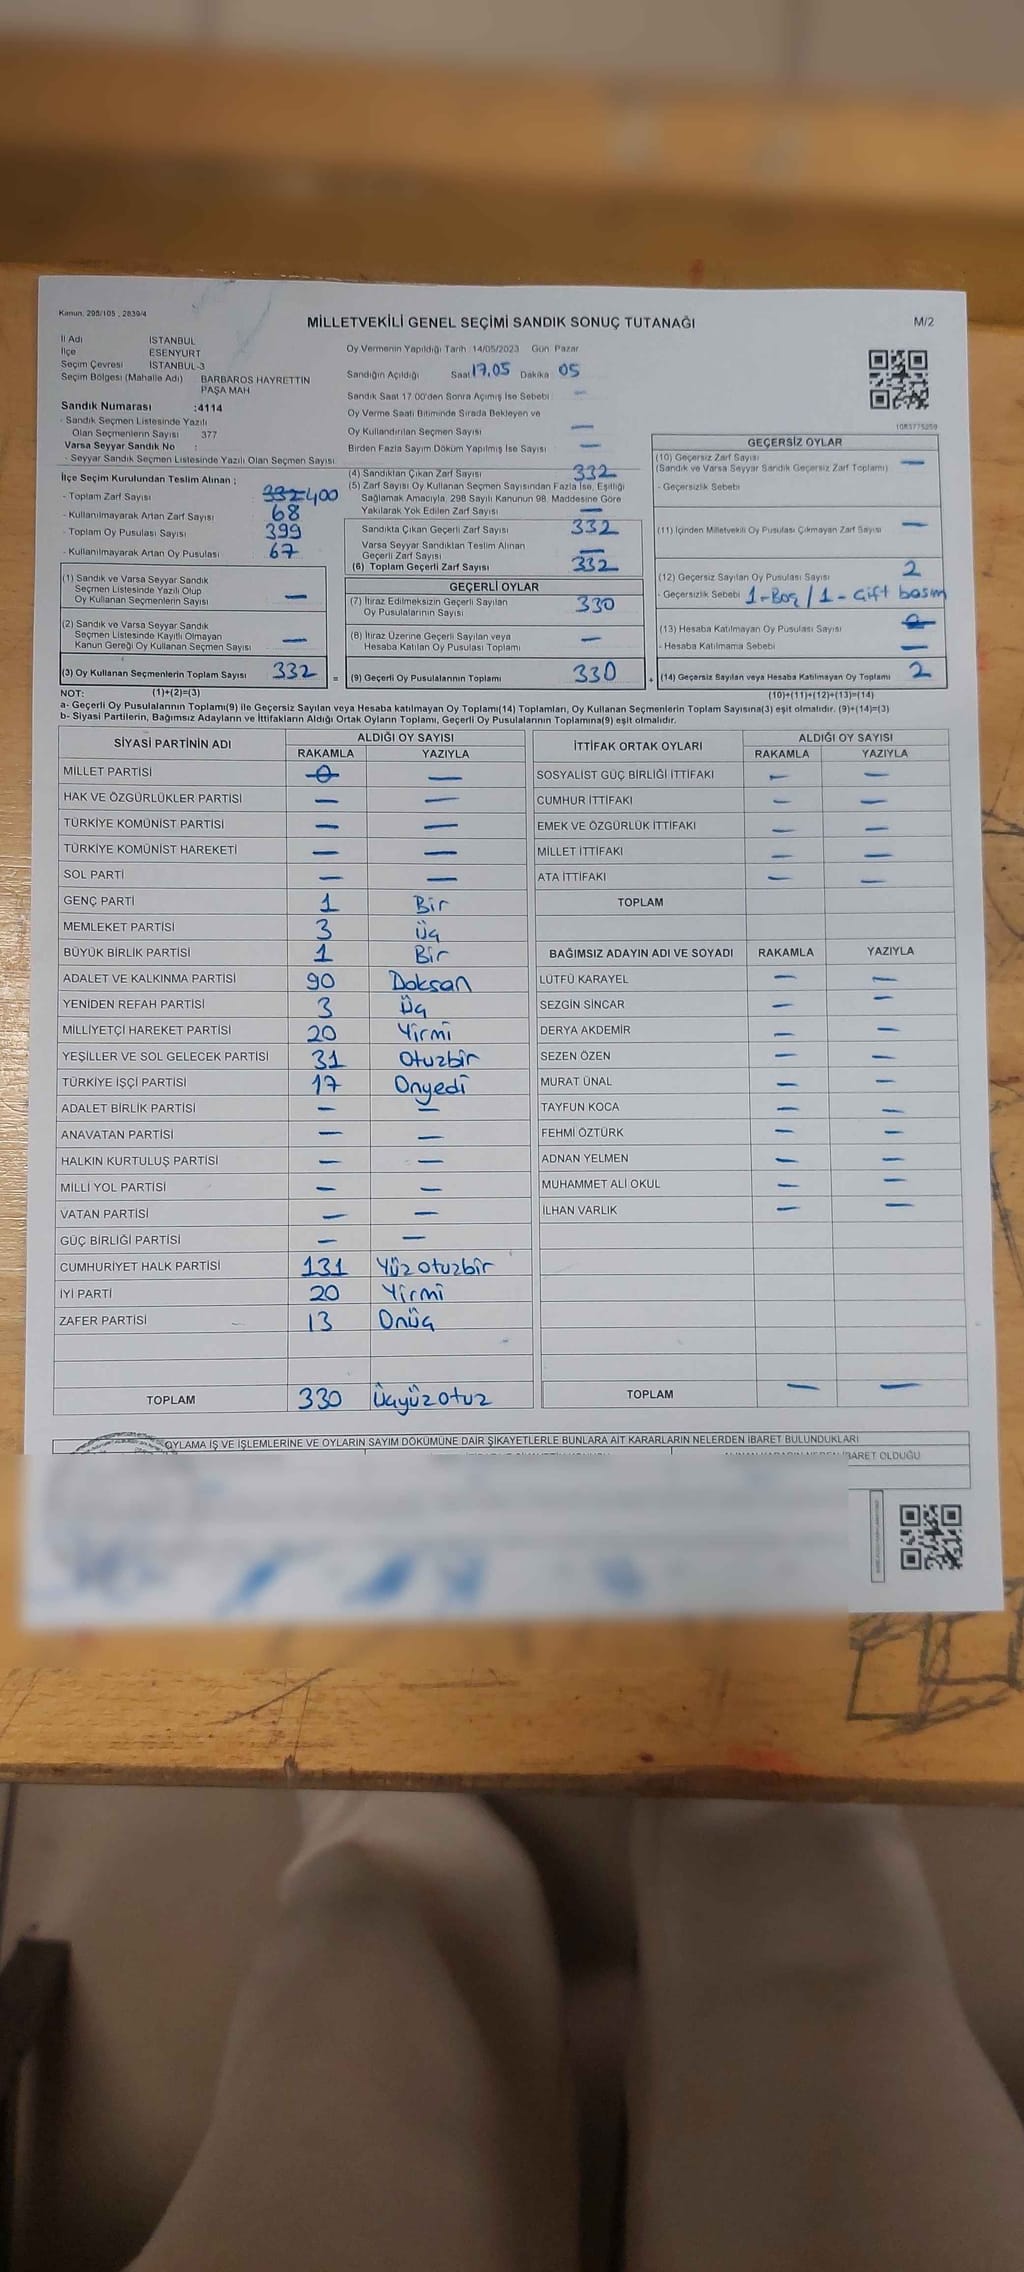 Kanun, 298/105 , 2839/4
MİLLETVEKİLİ GENEL SEÇİMİ SANDIK SONUÇ TUTANAĞI
M/2
İl Adı İSTANBUL
İlçe ESENYURT
Seçim Çevresi İSTANBUL-3
Seçim Bölgesi (Mahalle Adı) BARBAROS HAYRETTİN PAŞA MAH
Sandık Numarası :4114
- Sandık Seçmen Listesinde Yazılı
Olan Seçmenlerin Sayısı 377
Varsa Seyyar Sandık No :
- Seyyar Sandık Seçmen Listesinde Yazılı Olan Seçmen Sayısı
Oy Vermenin Yapıldığı Tarih :14/05/2023 Gün Pazar
Sandığın Açıldığı Saat 17.05 Dakika 05
Sandık Saat 17:00'den Sonra Açımış İse Sebebi : —
Oy Verme Saati Bitiminde Sırada Bekleyen ve
Oy Kullandırılan Seçmen Sayısı —
Birden Fazla Sayım Döküm Yapılmış İse Sayısı —
1083775259
İlçe Seçim Kurulundan Teslim Alınan ;
- Toplam Zarf Sayısı 332 400
- Kullanılmayarak Artan Zarf Sayısı 68
- Toplam Oy Pusulası Sayısı 399
- Kullanılmayarak Artan Oy Pusulası 67
(1) Sandık ve Varsa Seyyar Sandık
Seçmen Listesinde Yazılı Olup
Oy Kullanan Seçmenlerin Sayısı —
(2) Sandık ve Varsa Seyyar Sandık
Seçmen Listesinde Kayıtlı Olmayan
Kanun Gereği Oy Kullanan Seçmen Sayısı —
(3) Oy Kullanan Seçmenlerin Toplam Sayısı 332 =
(4) Sandıktan Çıkan Zarf Sayısı 332
(5) Zarf Sayısı Oy Kullanan Seçmen Sayısından Fazla İse, Eşitliği
Sağlamak Amacıyla, 298 Sayılı Kanunun 98. Maddesine Göre
Yakılarak Yok Edilen Zarf Sayısı —
Sandıkta Çıkan Geçerli Zarf Sayısı 332
Varsa Seyyar Sandıktan Teslim Alınan
Geçerli Zarf Sayısı —
(6) Toplam Geçerli Zarf Sayısı 332
GEÇERLİ OYLAR
(7) İtiraz Edilmeksizin Geçerli Sayılan
Oy Pusulalarının Sayısı 330
(8) İtiraz Üzerine Geçerli Sayılan veya
Hesaba Katılan Oy Pusulası Toplamı —
(9) Geçerli Oy Pusulalarının Toplamı 330 +
GEÇERSİZ OYLAR
(10) Geçersiz Zarf Sayısı —
(Sandık ve Varsa Seyyar Sandık Geçersiz Zarf Toplamı)
- Geçersizlik Sebebi
(11) İçinden Milletvekili Oy Pusulası Çıkmayan Zarf Sayısı —
(12) Geçersiz Sayılan Oy Pusulası Sayısı 2
- Geçersizlik Sebebi 1-Boş / 1-Çift basım
(13) Hesaba Katılmayan Oy Pusulası Sayısı
- Hesaba Katılmama Sebebi —
(14) Geçersiz Sayılan veya Hesaba Katılmayan Oy Toplamı 2
NOT: (1)+(2)=(3)
(10)+(11)+(12)+(13)=(14)
a- Geçerli Oy Pusulalarının Toplamı(9) ile Geçersiz Sayılan veya Hesaba katılmayan Oy Toplamı(14) Toplamları, Oy Kullanan Seçmenlerin Toplam Sayısına(3) eşit olmalıdır. (9)+(14)=(3)
b- Siyasi Partilerin, Bağımsız Adayların ve İttifakların Aldığı Ortak Oyların Toplamı, Geçerli Oy Pusulalarının Toplamına(9) eşit olmalıdır.
SİYASİ PARTİNİN ADI ALDIĞI OY SAYISI
RAKAMLA YAZIYLA
MİLLET PARTİSİ 0 —
HAK VE ÖZGÜRLÜKLER PARTİSİ — —
TÜRKİYE KOMÜNİST PARTİSİ — —
TÜRKİYE KOMÜNİST HAREKETİ — —
SOL PARTİ — —
GENÇ PARTİ 1 Bir
MEMLEKET PARTİSİ 3 Üç
BÜYÜK BİRLİK PARTİSİ 1 Bir
ADALET VE KALKINMA PARTİSİ 90 Doksan
YENİDEN REFAH PARTİSİ 3 Üç
MİLLİYETÇİ HAREKET PARTİSİ 20 Yirmi
YEŞİLLER VE SOL GELECEK PARTİSİ 31 Otuzbir
TÜRKİYE İŞÇİ PARTİSİ 17 Onyedi
ADALET BİRLİK PARTİSİ — —
ANAVATAN PARTİSİ — —
HALKIN KURTULUŞ PARTİSİ — —
MİLLİ YOL PARTİSİ — —
VATAN PARTİSİ — —
GÜÇ BİRLİĞİ PARTİSİ — —
CUMHURİYET HALK PARTİSİ 131 Yüzotuzbir
İYİ PARTİ 20 Yirmi
ZAFER PARTİSİ 13 Onüç
TOPLAM 330 Üçyüzotuz
İTTİFAK ORTAK OYLARI ALDIĞI OY SAYISI
RAKAMLA YAZIYLA
SOSYALİST GÜÇ BİRLİĞİ İTTİFAKI — —
CUMHUR İTTİFAKI — —
EMEK VE ÖZGÜRLÜK İTTİFAKI — —
MİLLET İTTİFAKI — —
ATA İTTİFAKI — —
TOPLAM
BAĞIMSIZ ADAYIN ADI VE SOYADI RAKAMLA YAZIYLA
LÜTFÜ KARAYEL — —
SEZGİN SİNCAR — —
DERYA AKDEMİR — —
SEZEN ÖZEN — —
MURAT ÜNAL — —
TAYFUN KOCA — —
FEHMİ ÖZTÜRK — —
ADNAN YELMEN — —
MUHAMMET ALİ OKUL — —
İLHAN VARLIK — —
TOPLAM — —
OYLAMA İŞ VE İŞLEMLERİNE VE OYLARIN SAYIM DÖKÜMÜNE DAİR ŞİKAYETLERLE BUNLARA AİT KARARLARIN NELERDEN İBARET BULUNDUKLARI
İBARET OLDUĞU